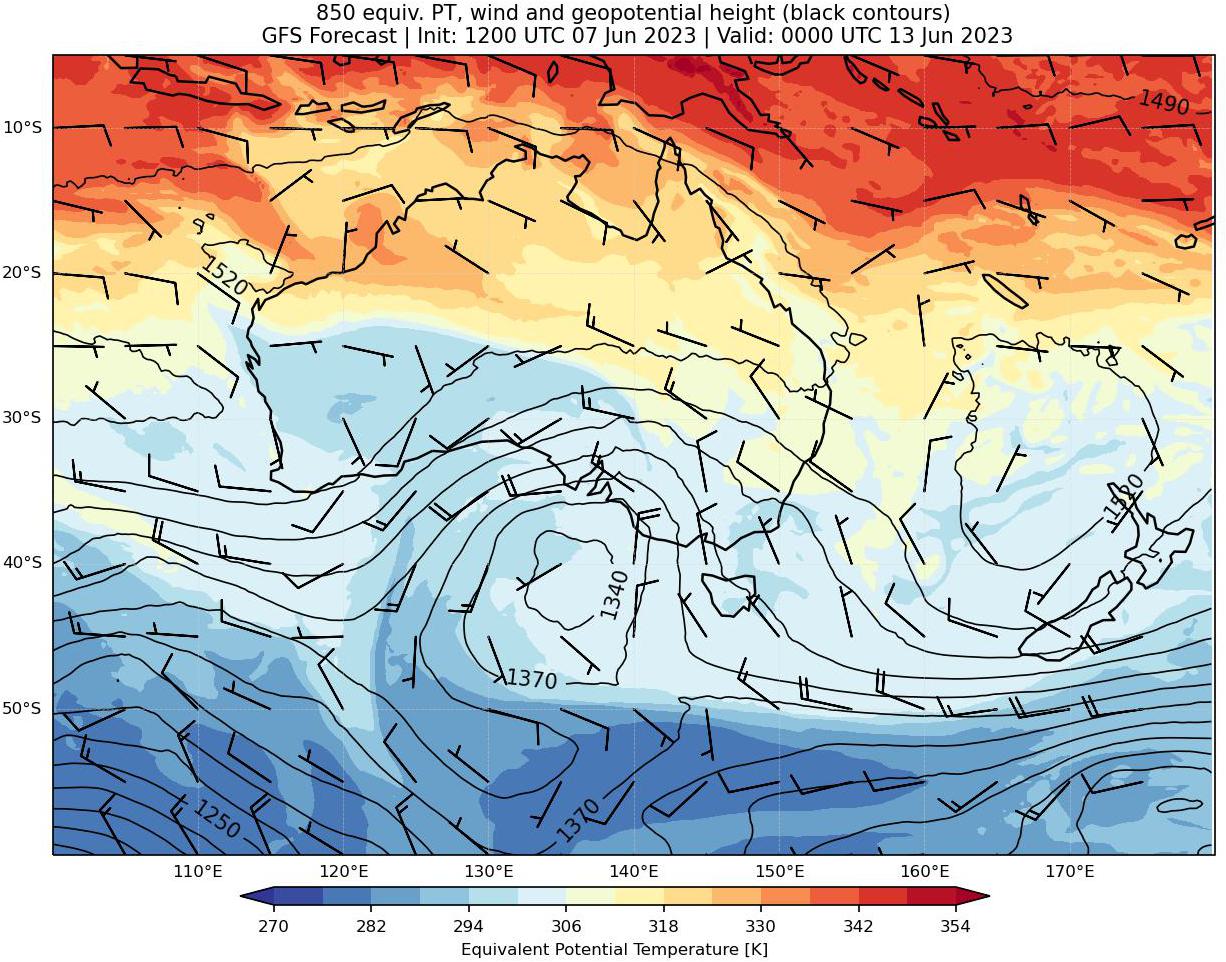 850 equiv. PT, wind and geopotential height (black contours)
GFS Forecast | Init: 1200 UTC 07 Jun 2023 | Valid: 0000 UTC 13 Jun 2023
1490
10°S
20°S
1520
30°S
1520
40°S
1340
1370
50°S
1250
1370
110°E 120°E 130°E 140°E 150°E 160°E 170°E
270 282 294 306 318 330 342 354
Equivalent Potential Temperature [K]